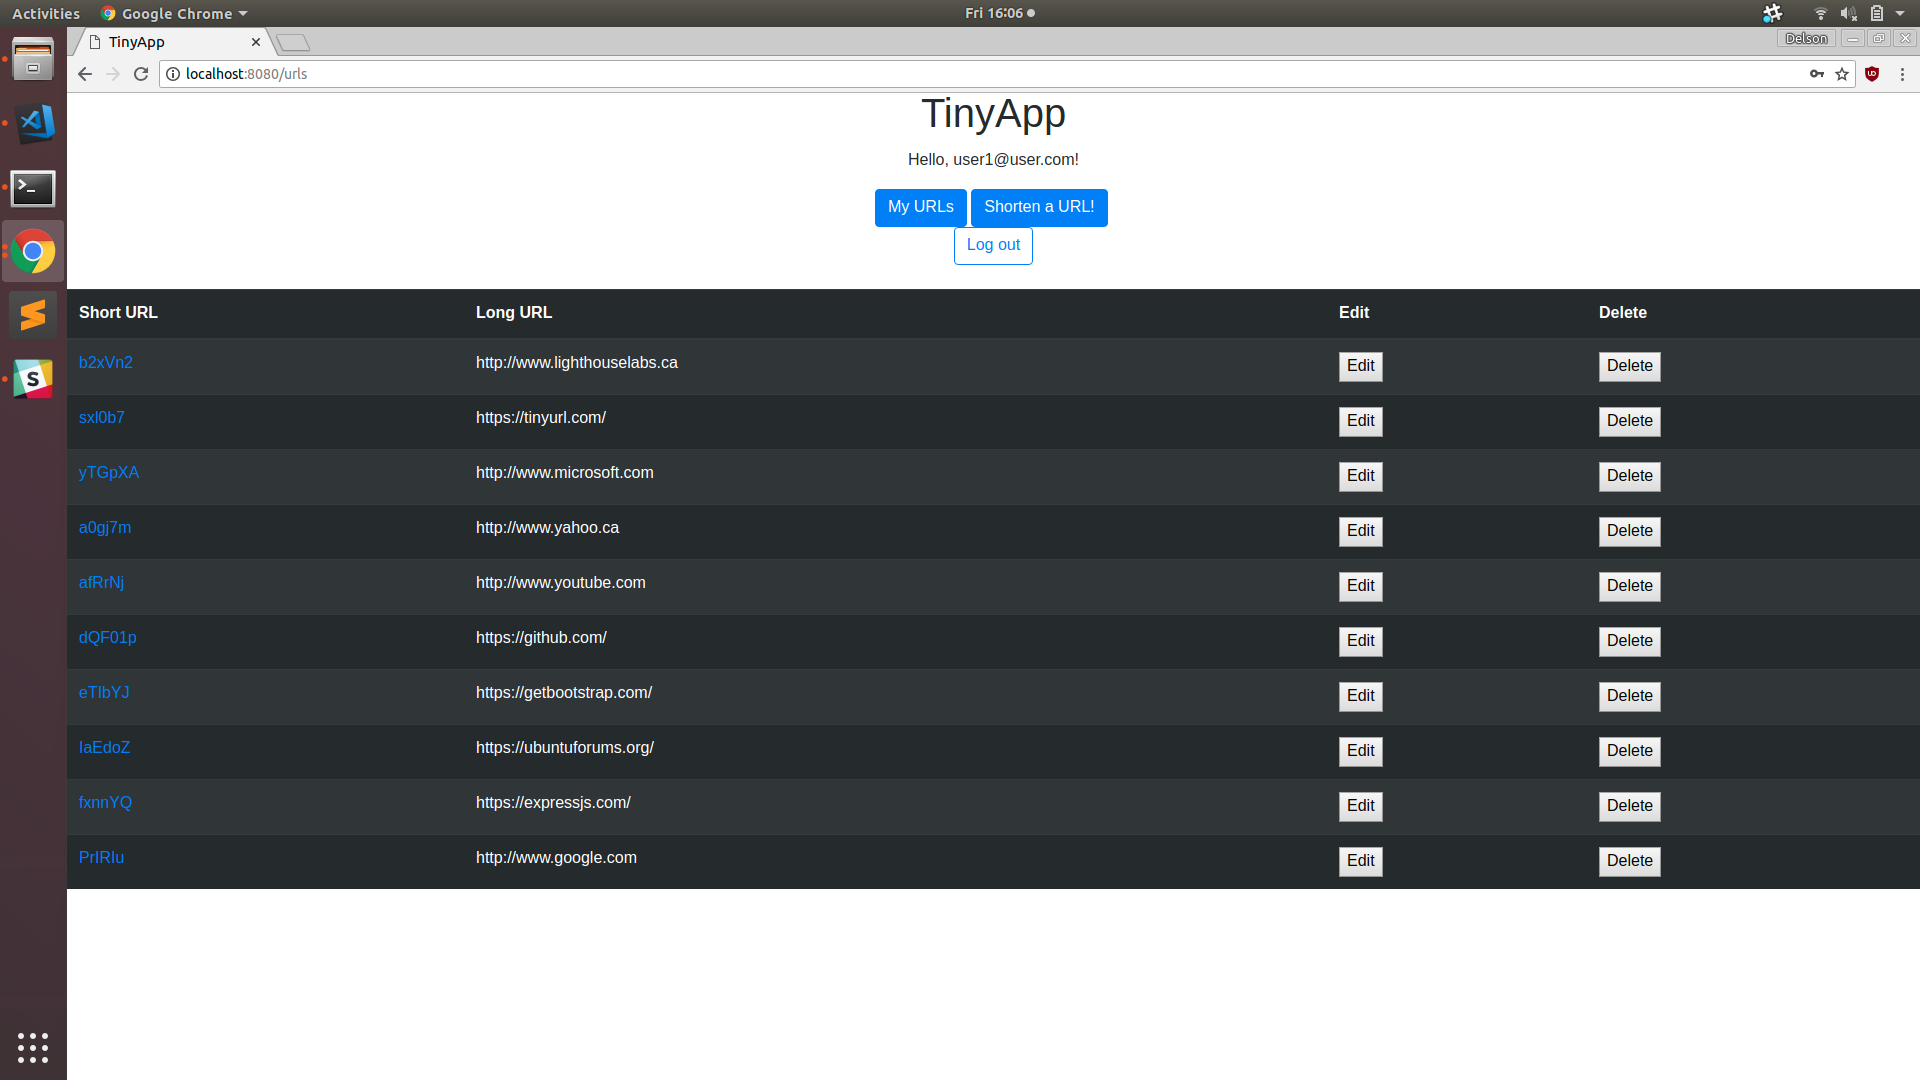 Activities Google Chrome Fri 16:06
TinyApp Delson
localhost:8080/urls
TinyApp
Hello, user1@user.com!
My URLs Shorten a URL!
Log out
Short URL Long URL Edit Delete
b2xVn2 http://www.lighthouselabs.ca Edit Delete
sxl0b7 https://tinyurl.com/ Edit Delete
yTGpXA http://www.microsoft.com Edit Delete
a0gj7m http://www.yahoo.ca Edit Delete
afRrNj http://www.youtube.com Edit Delete
dQF01p https://github.com/ Edit Delete
eTIbYJ https://getbootstrap.com/ Edit Delete
IaEdoZ https://ubuntuforums.org/ Edit Delete
fxnnYQ https://expressjs.com/ Edit Delete
PrIRIu http://www.google.com Edit Delete